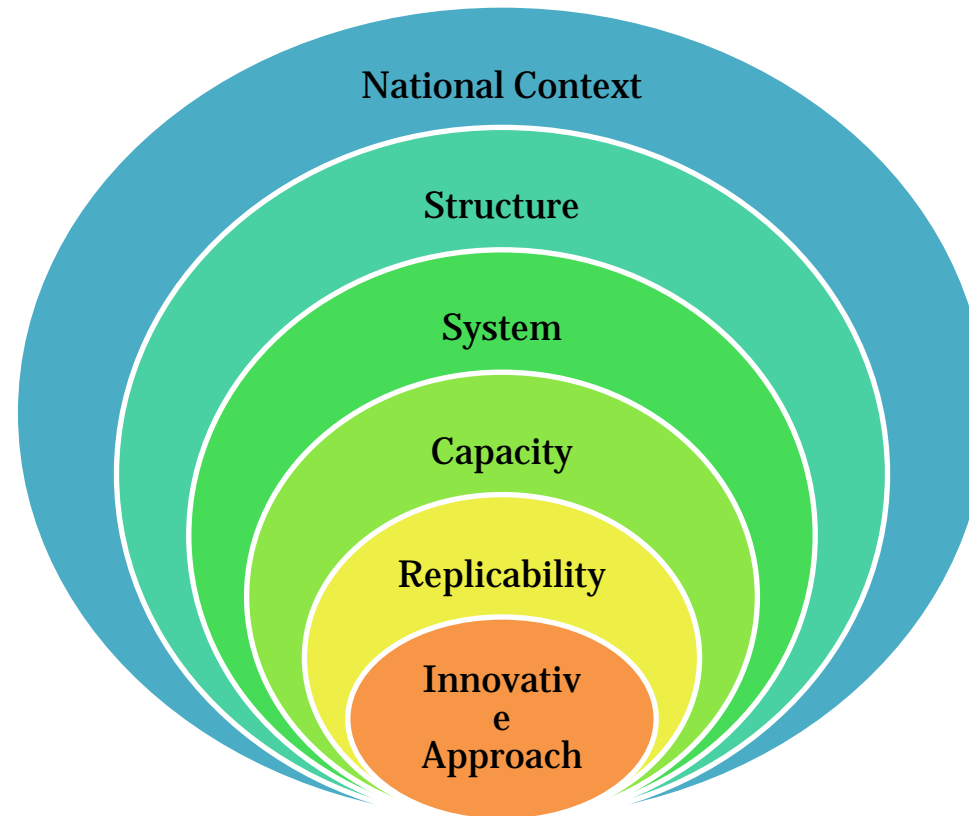 National Context
Structure
System
Capacity
Replicability
Innovativ
e
Approach